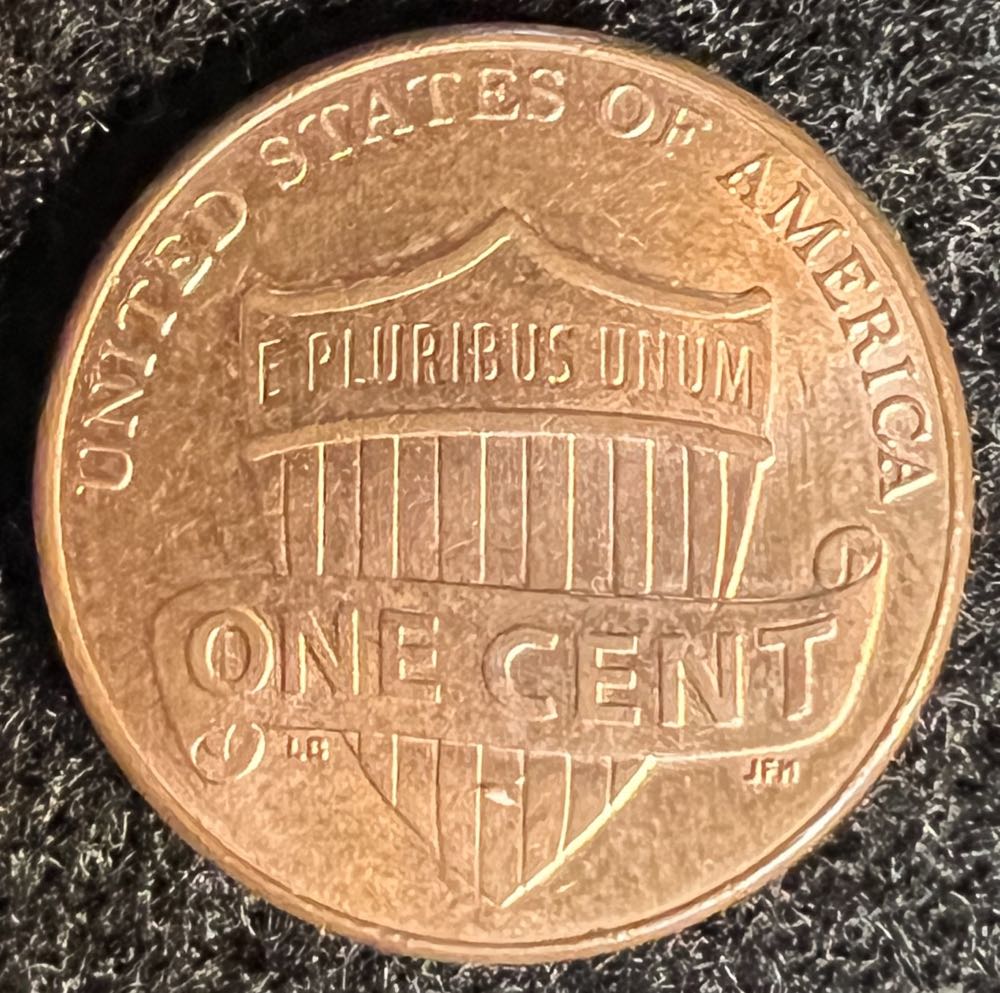 UNITED STATES OF AMERICA
E PLURIBUS UNUM
ONE CENT
LB
JFM